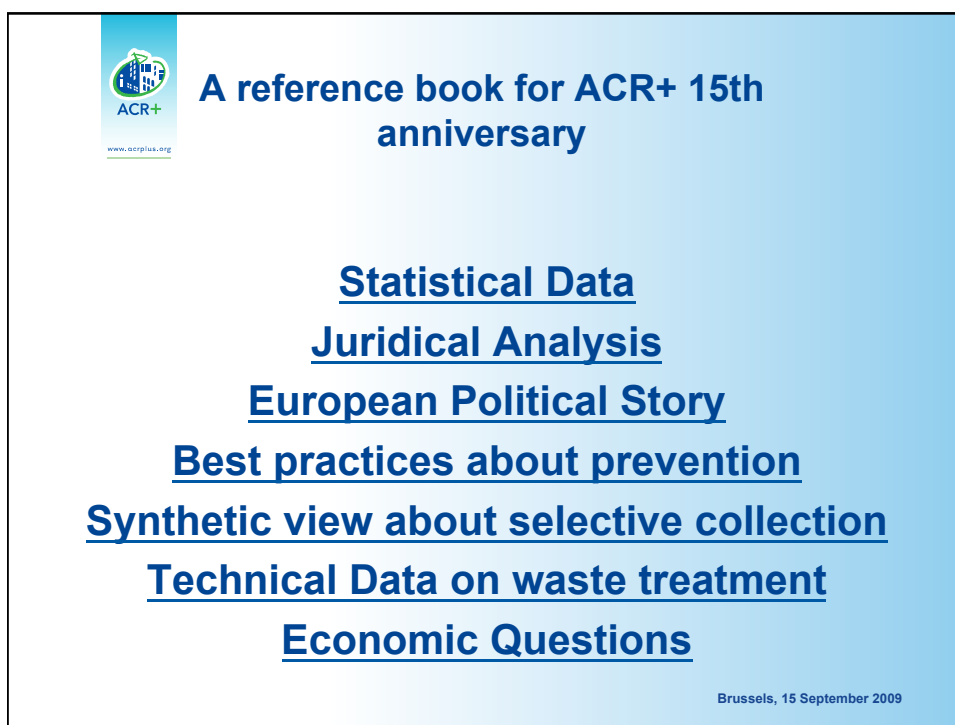 ACR+
www.acrplus.org
A reference book for ACR+ 15th
anniversary
Statistical Data
Juridical Analysis
European Political Story
Best practices about prevention
Synthetic view about selective collection
Technical Data on waste treatment
Economic Questions
Brussels, 15 September 2009